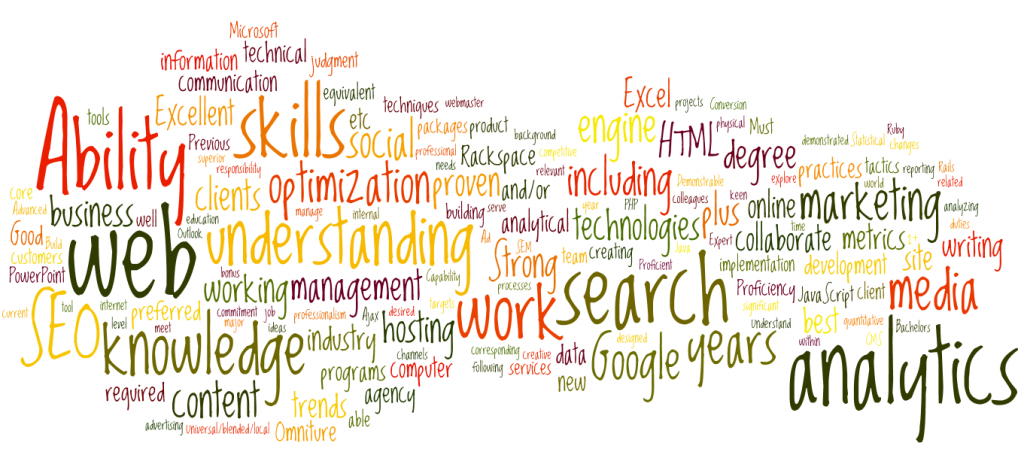 Microsoft
information technical judgment
communication
Excellent skills equivalent
tools Ability etc techniques webmaster
Previous social packages product background
superior professional
responsibility needs Rackspace competitive
clients optimization proven and/or relevant
core
Advanced business well education manage internal building serve analytical
Good Build web Outlook understanding Ad SEM
customers
PowerPoint bonus Capability Strong team creating
working management processes
current SEO tool internet preferred commitment job professionalism Ajax desired targets work search
level meet major ideas hosting
knowledge industry channels corresponding creative data designed
programs Computer following services new Google years
required content trends agency
advertising universal/blended/local Omniture able
Excel projects Conversion
engine HTML physical Must demonstrated Statistical Ruby changes
degree explore practices tactics reporting Rails
including Demonstrable world related
year PHP colleagues keen online marketing analyzing
technologies plus Time duties
Expert collaborate metrics C++ writing
Java
Proficient implementation development site
Proficiency JavaScript Client media
significant
understand best quantitative Bachelors
within CMS
analytics